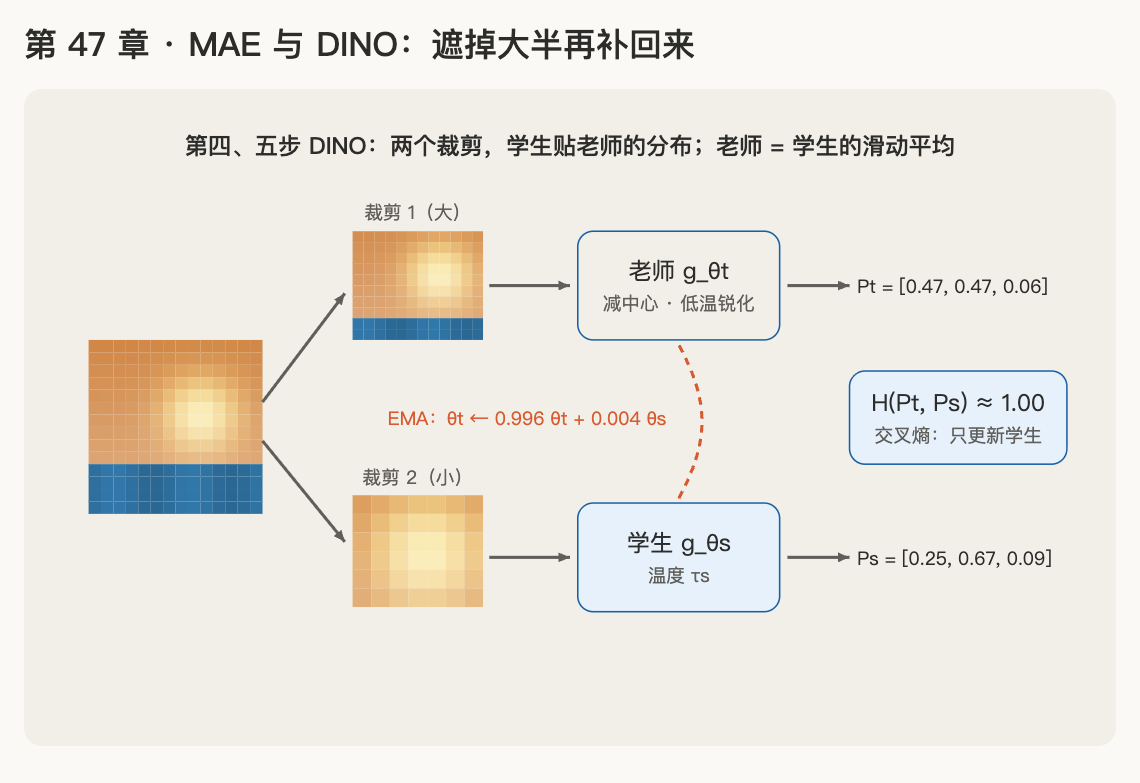 第 47 章 · MAE 与 DINO：遮掉大半再补回来
第四、五步 DINO：两个裁剪，学生贴老师的分布；老师 = 学生的滑动平均
裁剪 1（大）
老师 g_θt
减中心 · 低温锐化
Pt = [0.47, 0.47, 0.06]
H(Pt, Ps) ≈ 1.00
交叉熵：只更新学生
EMA：θt ← 0.996 θt + 0.004 θs
裁剪 2（小）
学生 g_θs
温度 τs
Ps = [0.25, 0.67, 0.09]